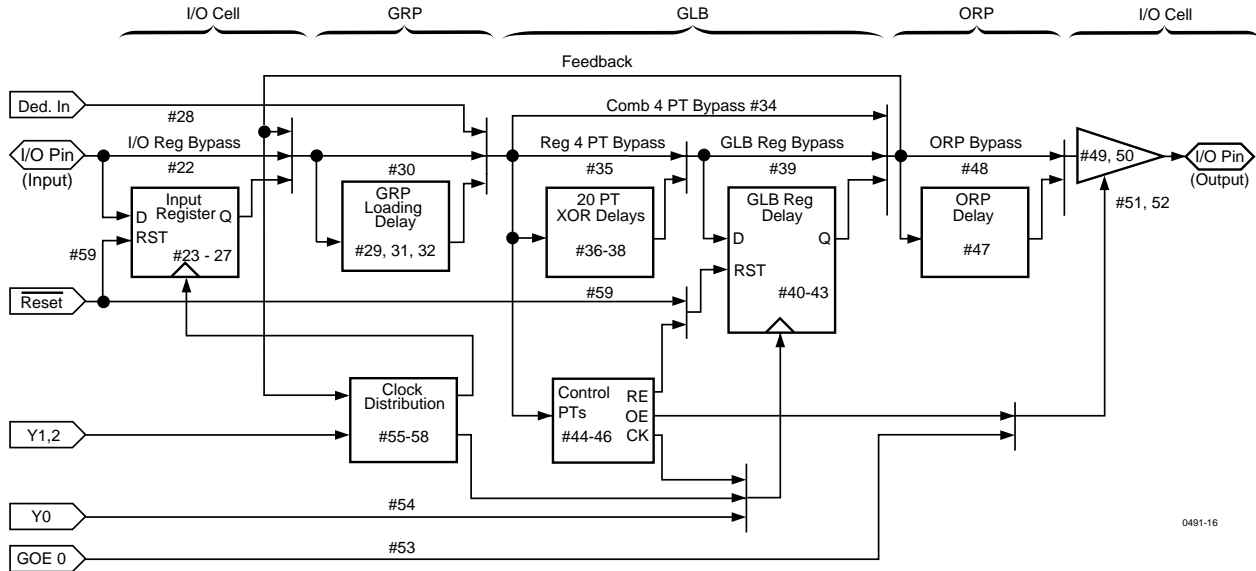 I/O Cell
GRP
GLB
ORP
I/O Cell
Feedback
Ded. In
#28
Comb 4 PT Bypass #34
I/O Pin
(Input)
I/O Reg Bypass
#22
#30
Reg 4 PT Bypass
#35
GLB Reg Bypass
#39
ORP Bypass
#48
#49, 50
I/O Pin
(Output)
#51, 52
Input
Register
D
Q
RST
#23 - 27
GRP
Loading
Delay
#29, 31, 32
20 PT
XOR Delays
#36-38
GLB Reg
Delay
D
Q
RST
#40-43
ORP
Delay
#47
#59
Reset
#59
Clock
Distribution
#55-58
Control
PTs
#44-46
RE
OE
CK
Y1,2
Y0
#54
GOE 0
#53
0491-16